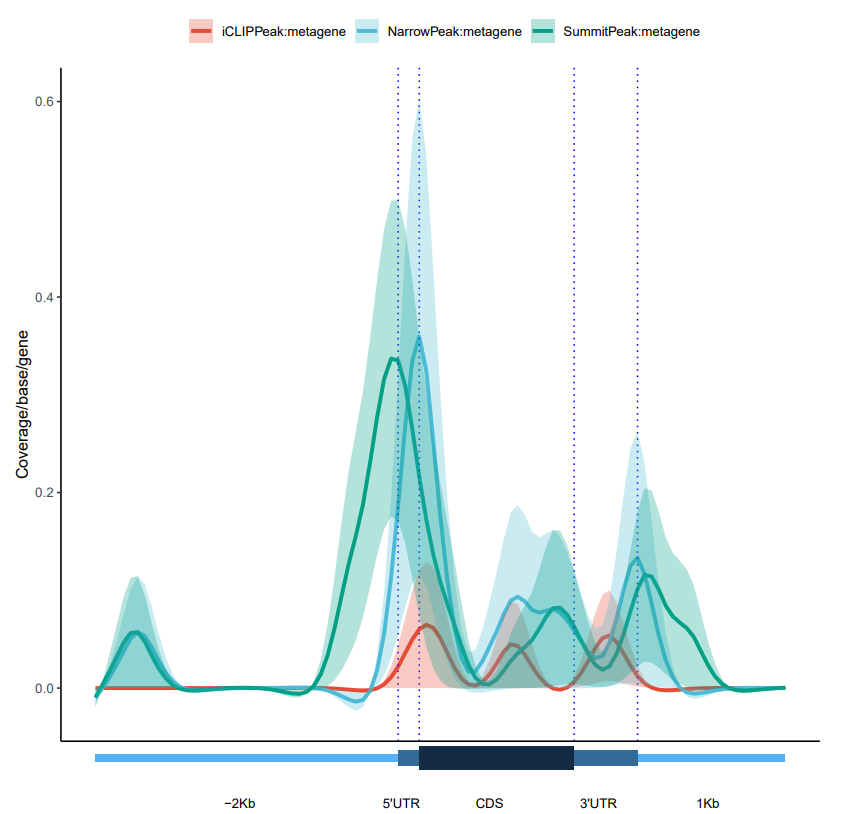 iCLIPPeak:metagene NarrowPeak:metagene SummitPeak:metagene
0.6
0.4
0.2
0.0
Coverage/base/gene
−2Kb 5'UTR CDS 3'UTR 1Kb